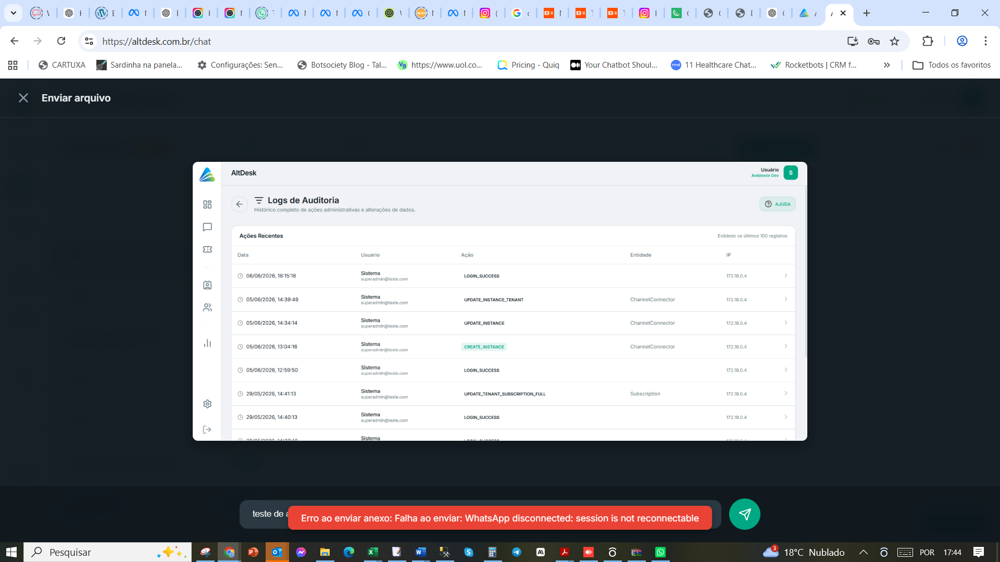 https://altdesk.com.br/chat
CARTUXA
Sardinha na panela...
Configurações: Sen...
Botsociety Blog - Tal...
https://www.uol.co...
Pricing - Quiq
Your Chatbot Shoul...
11 Healthcare Chat...
Rocketbots | CRM f...
Todos os favoritos
Enviar arquivo
AltDesk
Usuário
Ambiente Dev
S
Logs de Auditoria
Histórico completo de ações administrativas e alterações de dados.
AJUDA
Ações Recentes
Exibindo os últimos 100 registros
Data Usuário Ação Entidade IP
06/06/2026, 18:15:18 Sistema LOGIN_SUCCESS 172.18.0.4
superadmin@teste.com
05/06/2026, 14:39:49 Sistema UPDATE_INSTANCE_TENANT ChannelConnector 172.18.0.4
superadmin@teste.com
05/06/2026, 14:34:14 Sistema UPDATE_INSTANCE ChannelConnector 172.18.0.4
superadmin@teste.com
05/06/2026, 13:04:16 Sistema CREATE_INSTANCE ChannelConnector 172.18.0.4
superadmin@teste.com
05/06/2026, 12:59:50 Sistema LOGIN_SUCCESS 172.18.0.4
superadmin@teste.com
29/05/2026, 14:41:13 Sistema UPDATE_TENANT_SUBSCRIPTION_FULL Subscription 172.18.0.4
superadmin@teste.com
29/05/2026, 14:40:13 Sistema LOGIN_SUCCESS 172.18.0.4
superadmin@teste.com
Sistema
teste de a
Erro ao enviar anexo: Falha ao enviar: WhatsApp disconnected: session is not reconnectable
Pesquisar
3
18°C Nublado
POR
17:44